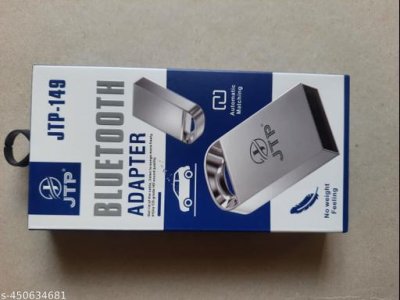 JTP-149
BLUETOOTH
ADAPTER
JTP
Automatic
Matching
JTP
No weight
Feeling
s-450634681